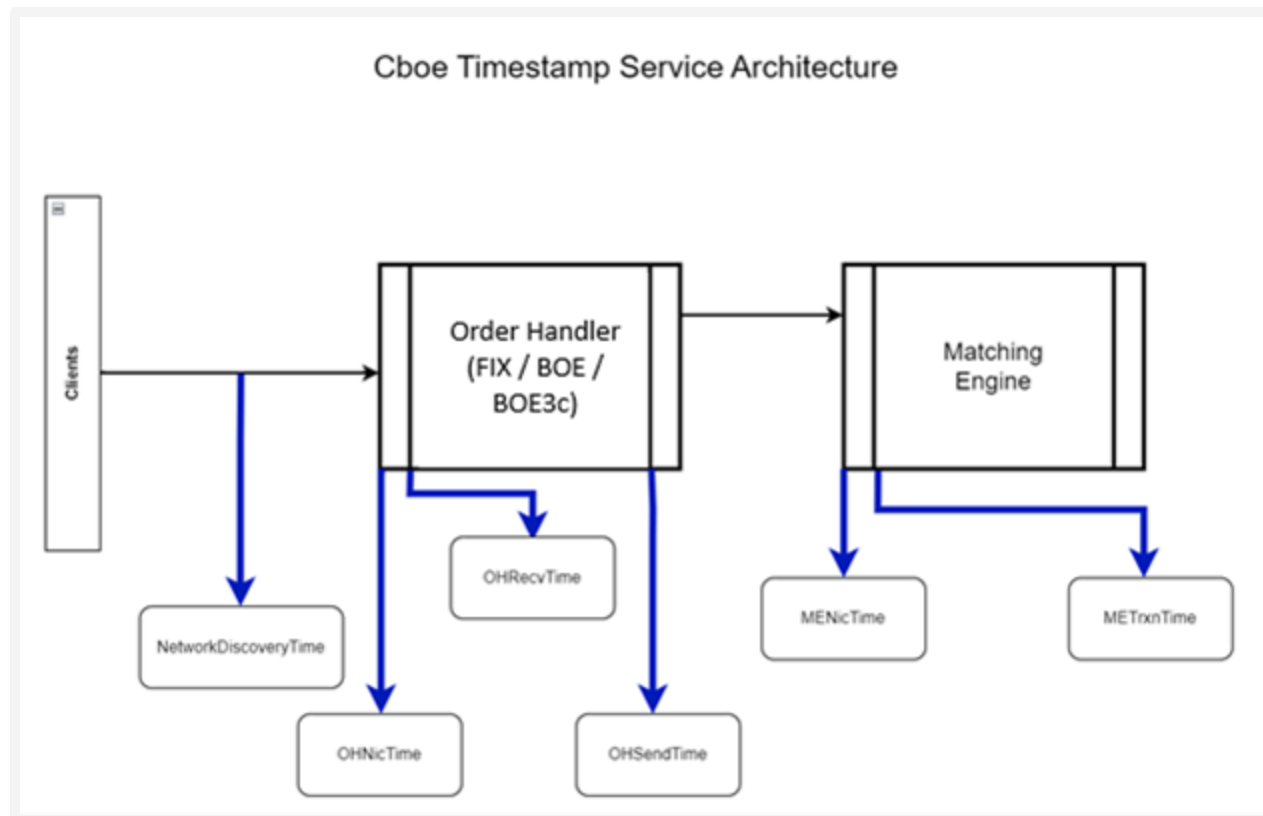 Cboe Timestamp Service Architecture
Clients
Order Handler
(FIX / BOE /
BOE3c)
Matching
Engine
OHRecvTime
MENicTime
METrxnTime
NetworkDiscoveryTime
OHNicTime
OHSendTime